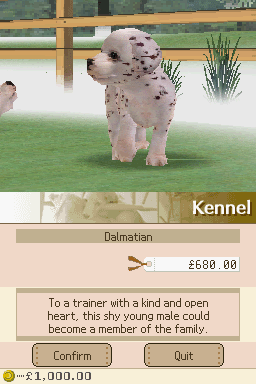 Kennel
Dalmatian
£680.00
To a trainer with a kind and open
heart, this shy young male could
become a member of the family.
Confirm
Quit
£1,000.00